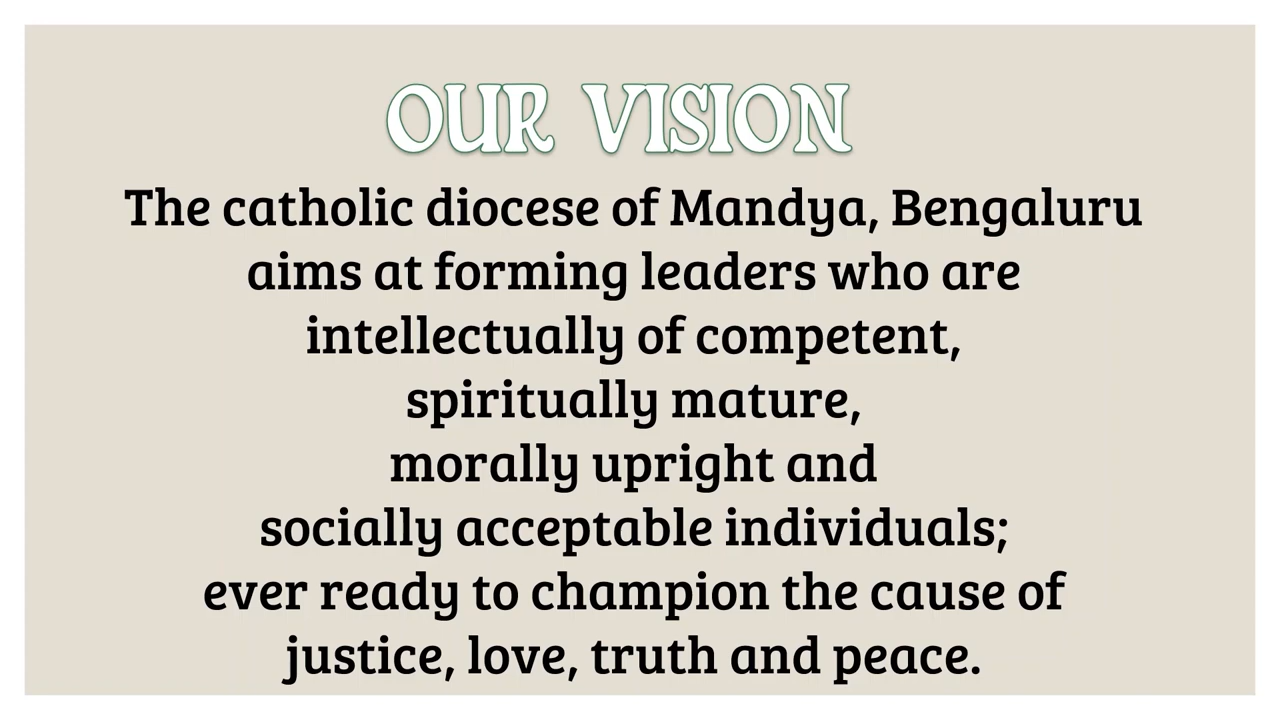 OUR VISION
The catholic diocese of Mandya, Bengaluru
aims at forming leaders who are
intellectually of competent,
spiritually mature,
morally upright and
socially acceptable individuals;
ever ready to champion the cause of
justice, love, truth and peace.